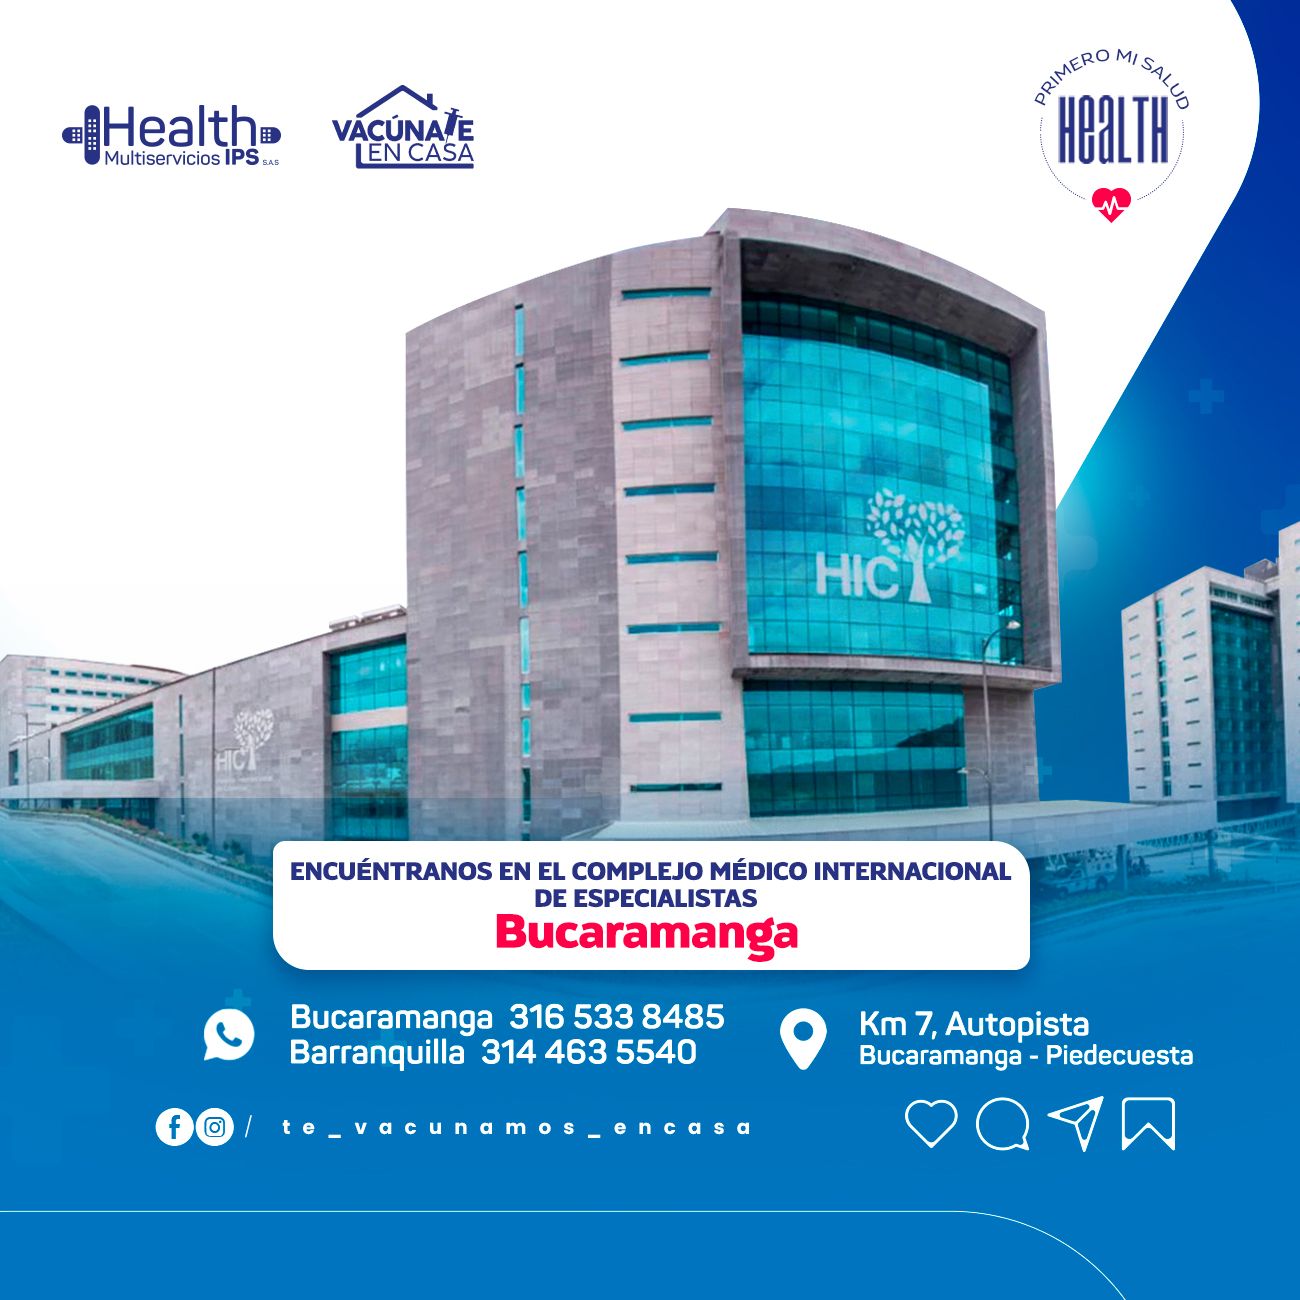 Health
Multiservicios IPS S.A.S
VACÚNATE
EN CASA
PRIMERO MI SALUD
HEALTH
HIC
HIC
ENCUÉNTRANOS EN EL COMPLEJO MÉDICO INTERNACIONAL
DE ESPECIALISTAS
Bucaramanga
Bucaramanga 316 533 8485
Barranquilla 314 463 5540
Km 7, Autopista
Bucaramanga - Piedecuesta
/ te_vacunamos_encasa